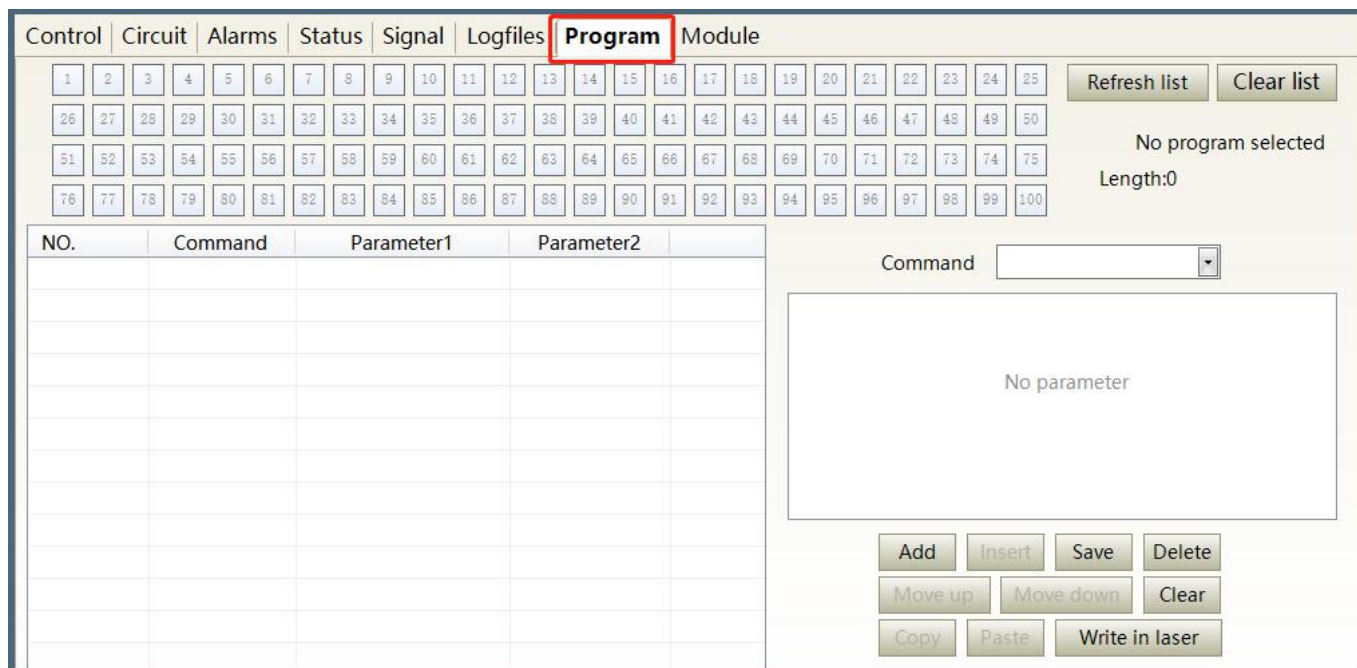 Control Circuit Alarms Status Signal Logfiles Program Module
1 2 3 4 5 6 7 8 9 10 11 12 13 14 15 16 17 18 19 20 21 22 23 24 25 Refresh list Clear list
26 27 28 29 30 31 32 33 34 35 36 37 38 39 40 41 42 43 44 45 46 47 48 49 50
No program selected
51 52 53 54 55 56 57 58 59 60 61 62 63 64 65 66 67 68 69 70 71 72 73 74 75
Length:0
76 77 78 79 80 81 82 83 84 85 86 87 88 89 90 91 92 93 94 95 96 97 98 99 100
NO. Command Parameter1 Parameter2
Command
No parameter
Add Insert Save Delete
Move up Move down Clear
Copy Paste Write in laser